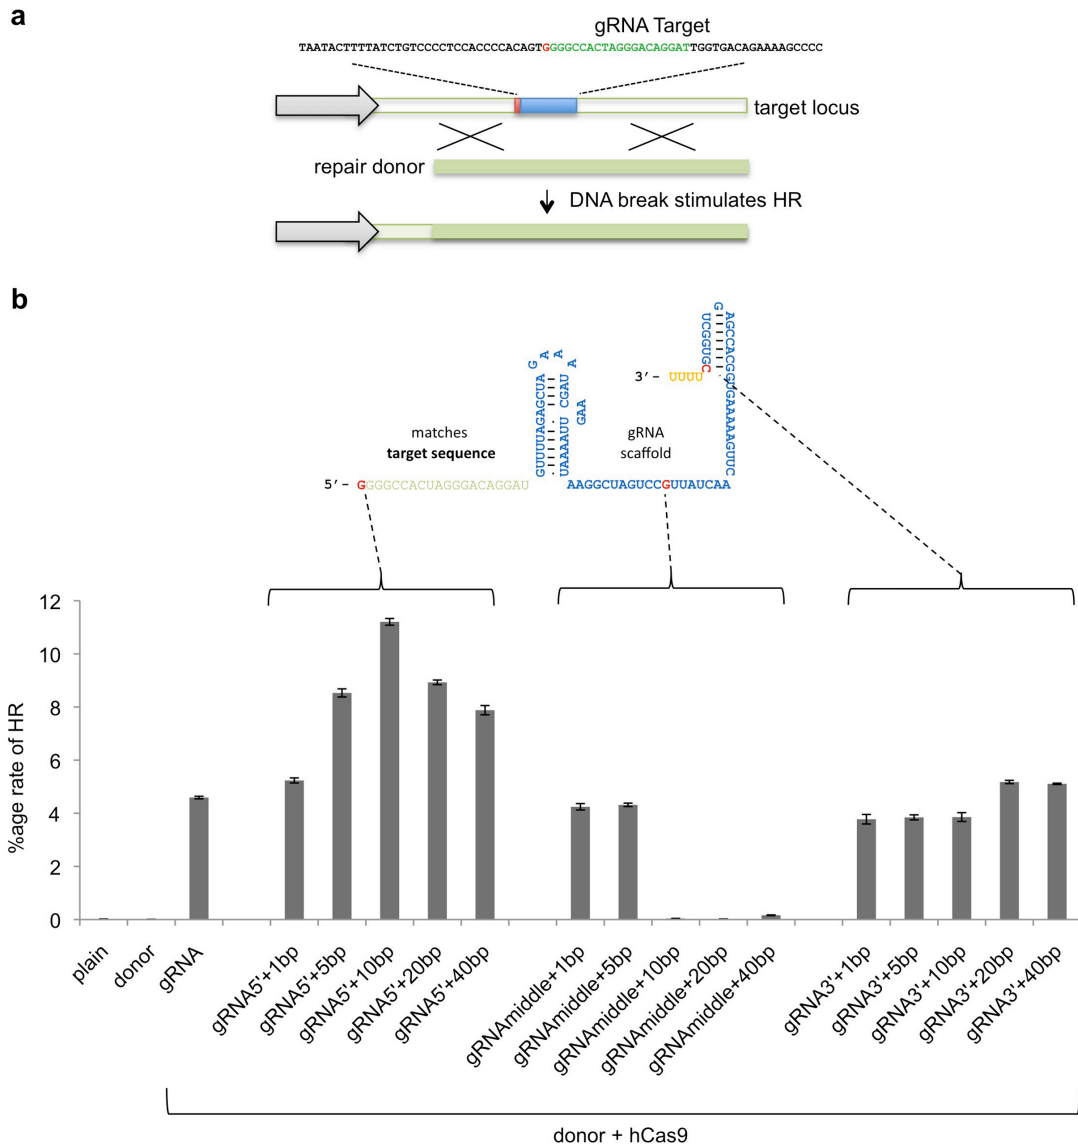 a
gRNA Target
TAATACTTTTATCTGTCCCCTCCACCCCACAGTGGGGCCACTAGGGACAGGATTGGTGACAGAAAAGCCCC
target locus
repair donor
DNA break stimulates HR
b
G
UCGGUGC
AGCCACGGUGAAAAAGUUC
3’– UUUU
G A A A
GUUUUAGAGCUA
UAAAAUU CGAU
GAA
matches
target sequence
gRNA
scaffold
5’– GGGGCCACUAGGGACAGGAU
AAGGCUAGUCCGUUAUCAA
%age rate of HR
12
10
8
6
4
2
0
plain
donor
gRNA
gRNA5'+1bp
gRNA5'+5bp
gRNA5'+10bp
gRNA5'+20bp
gRNA5'+40bp
gRNAmiddle+1bp
gRNAmiddle+5bp
gRNAmiddle+10bp
gRNAmiddle+20bp
gRNAmiddle+40bp
gRNA3'+1bp
gRNA3'+5bp
gRNA3'+10bp
gRNA3'+20bp
gRNA3'+40bp
donor + hCas9